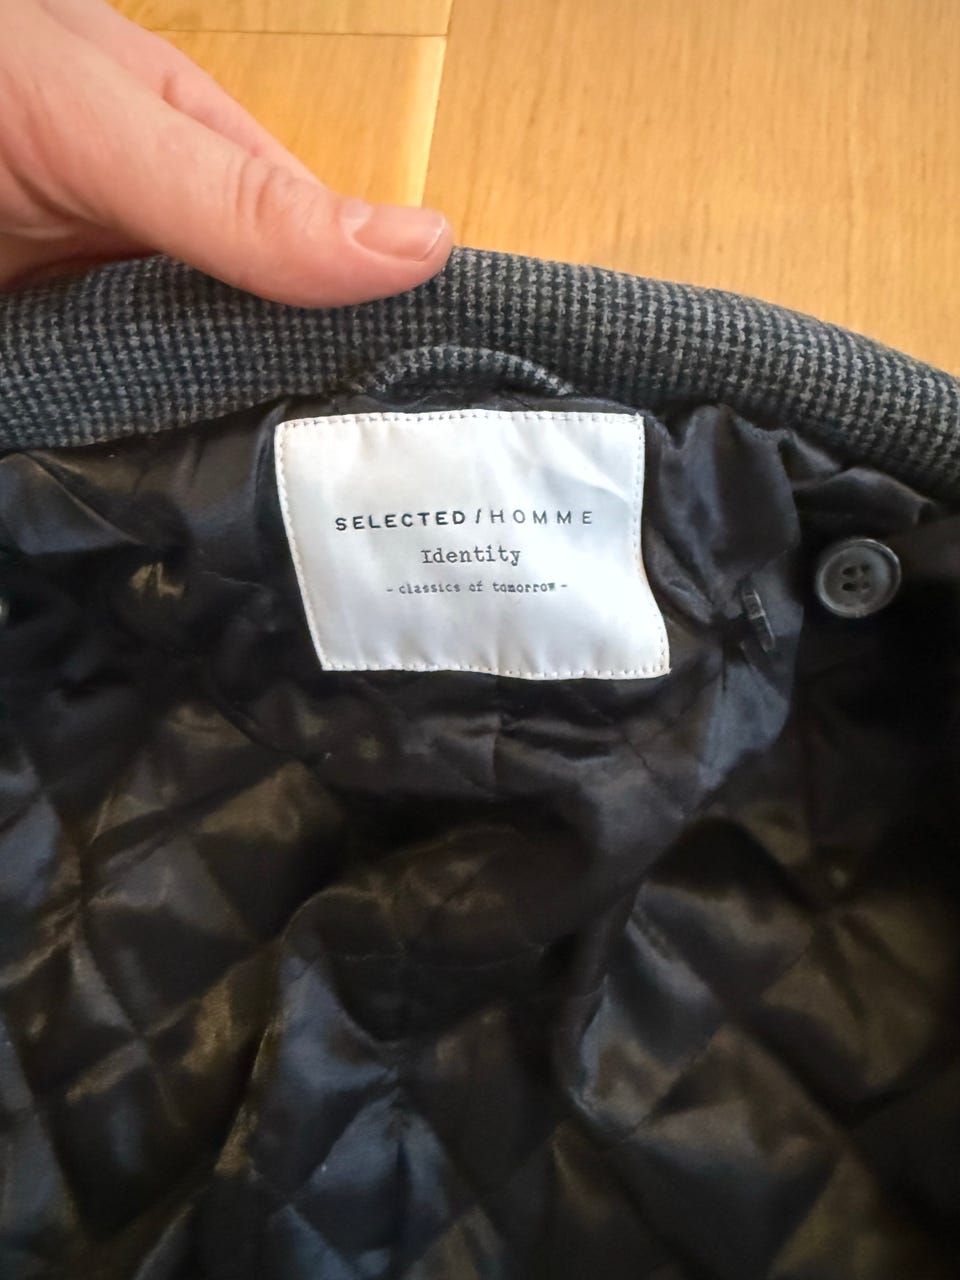 SELECTED / HOMME
Identity
- classics of tomorrow -